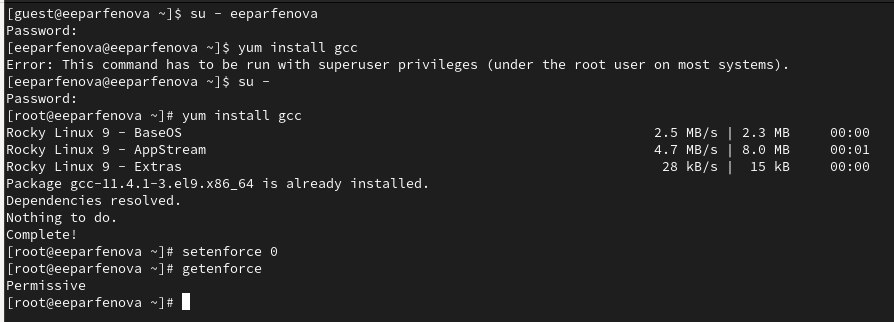 [guest@eeparfenova ~]$ su - eeparfenova
Password:
[eeparfenova@eeparfenova ~]$ yum install gcc
Error: This command has to be run with superuser privileges (under the root user on most systems).
[eeparfenova@eeparfenova ~]$ su -
Password:
[root@eeparfenova ~]# yum install gcc
Rocky Linux 9 - BaseOS 2.5 MB/s | 2.3 MB 00:00
Rocky Linux 9 - AppStream 4.7 MB/s | 8.0 MB 00:01
Rocky Linux 9 - Extras 28 kB/s | 15 kB 00:00
Package gcc-11.4.1-3.el9.x86_64 is already installed.
Dependencies resolved.
Nothing to do.
Complete!
[root@eeparfenova ~]# setenforce 0
[root@eeparfenova ~]# getenforce
Permissive
[root@eeparfenova ~]#